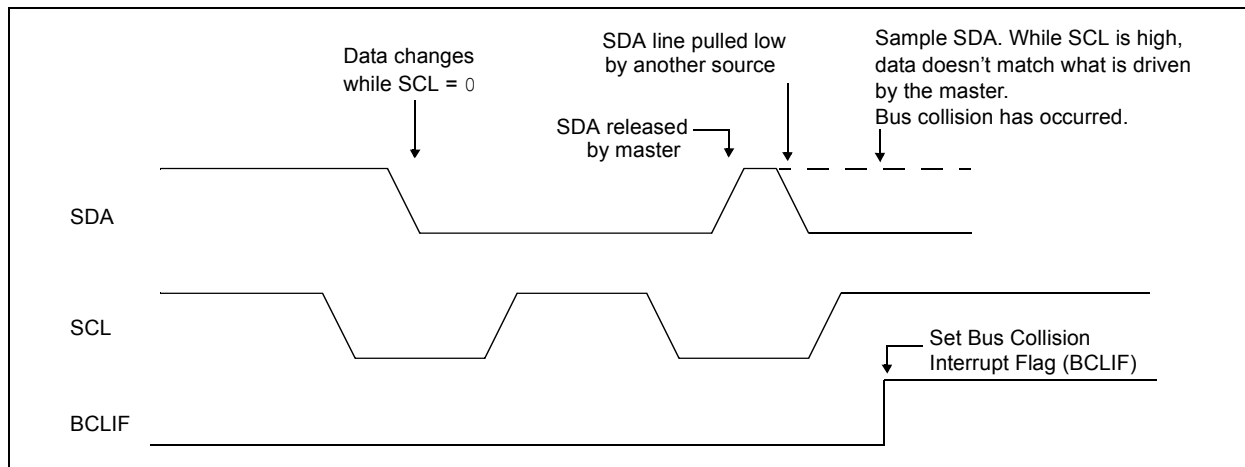 Data changes
while SCL = 0
SDA line pulled low
by another source
Sample SDA. While SCL is high,
data doesn’t match what is driven
by the master.
Bus collision has occurred.
SDA released
by master
SDA
SCL
Set Bus Collision
Interrupt Flag (BCLIF)
BCLIF